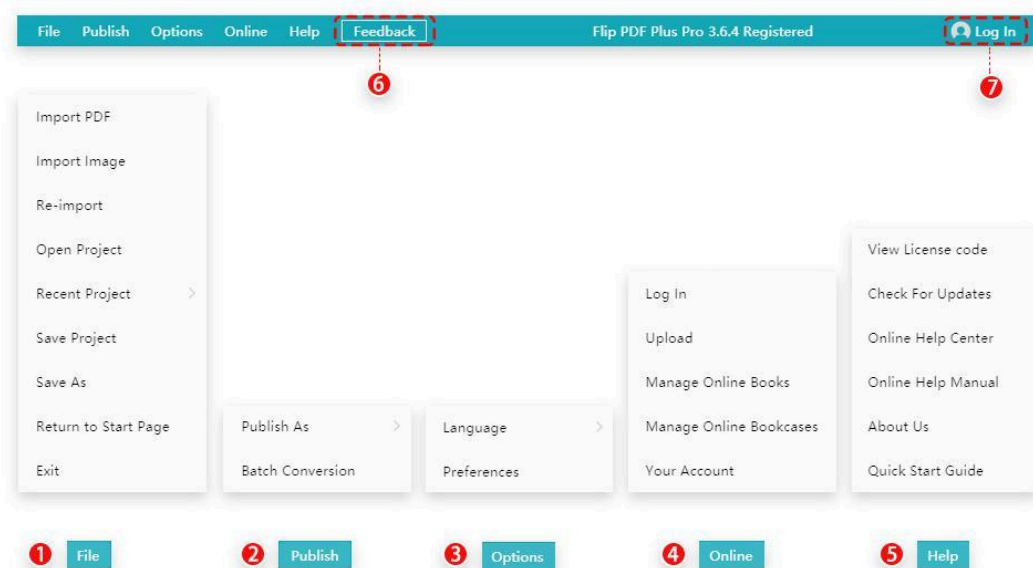 File Publish Options Online Help Feedback Flip PDF Plus Pro 3.6.4 Registered Log In
6
7
Import PDF
Import Image
Re-import
Open Project
Recent Project
Save Project
Save As
Return to Start Page
Exit
Publish As
Batch Conversion
Language
Preferences
Log In
Upload
Manage Online Books
Manage Online Bookcases
Your Account
View License code
Check For Updates
Online Help Center
Online Help Manual
About Us
Quick Start Guide
1 File
2 Publish
3 Options
4 Online
5 Help